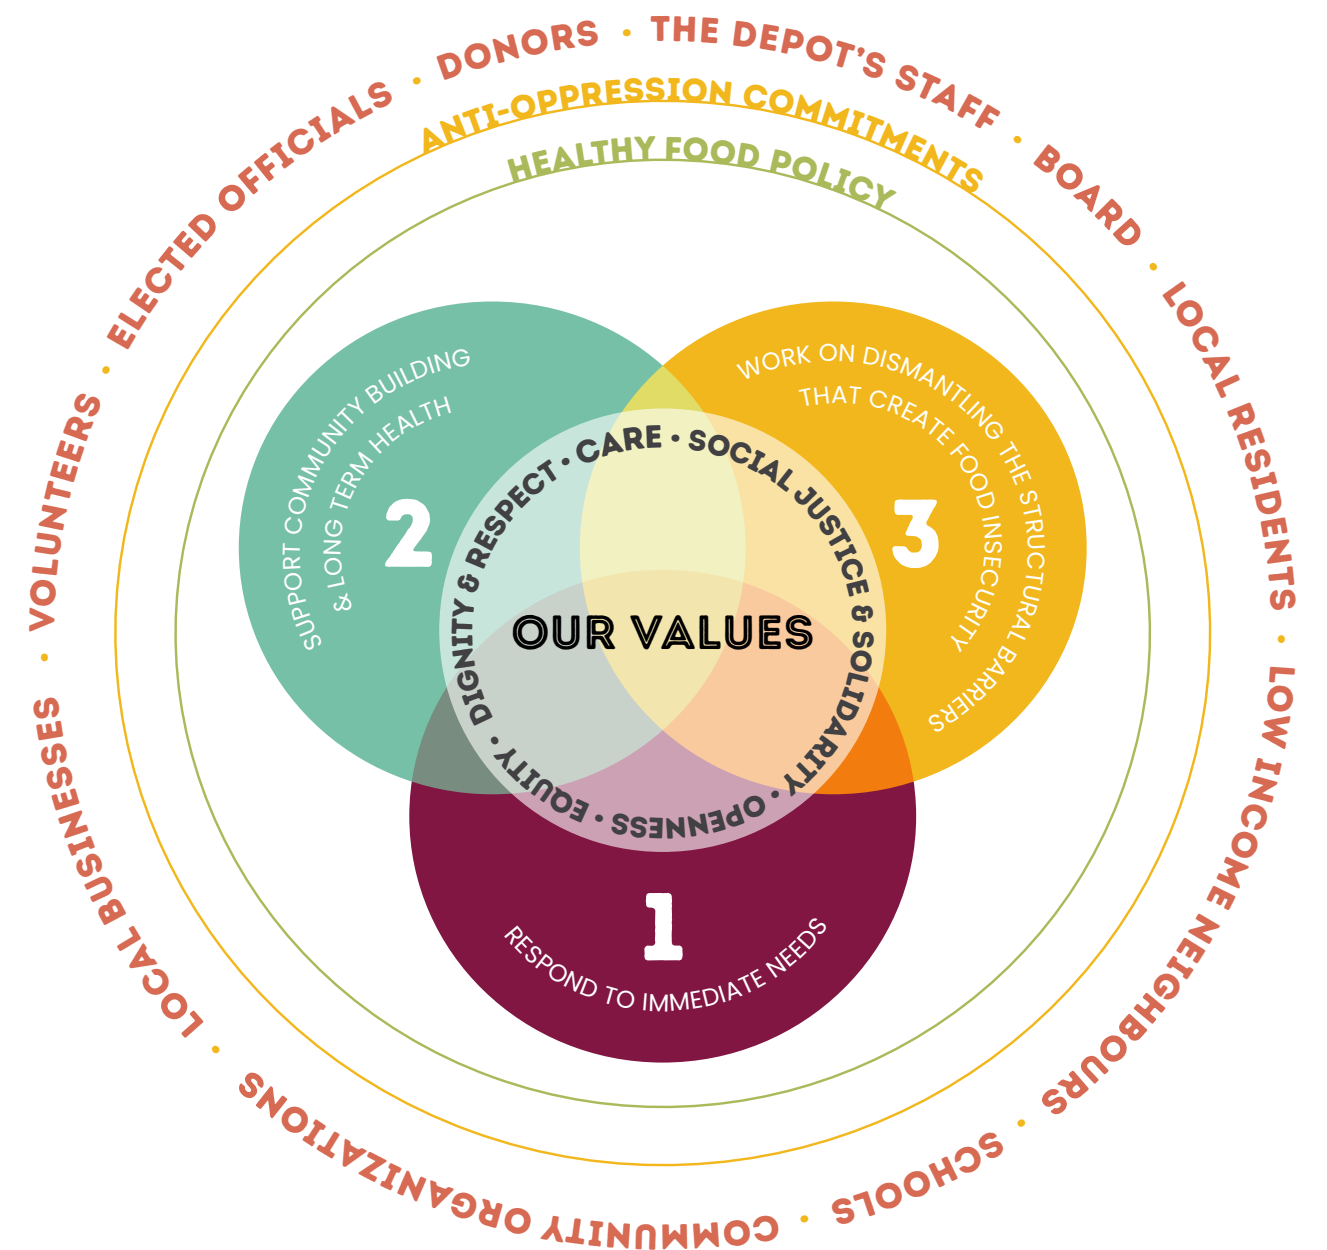 THE DEPOT'S STAFF · BOARD · LOCAL RESIDENTS · LOW INCOME NEIGHBOURS · SCHOOLS · COMMUNITY ORGANIZATIONS · LOCAL BUSINESSES · VOLUNTEERS · ELECTED OFFICIALS · DONORS ·
ANTI-OPPRESSION COMMITMENTS
HEALTHY FOOD POLICY
SUPPORT COMMUNITY BUILDING
& LONG TERM HEALTH
2
WORK ON DISMANTLING THE STRUCTURAL BARRIERS
THAT CREATE FOOD INSECURITY
3
DIGNITY & RESPECT · CARE · SOCIAL JUSTICE & SOLIDARITY · OPENNESS · EQUITY ·
OUR VALUES
1
RESPOND TO IMMEDIATE NEEDS